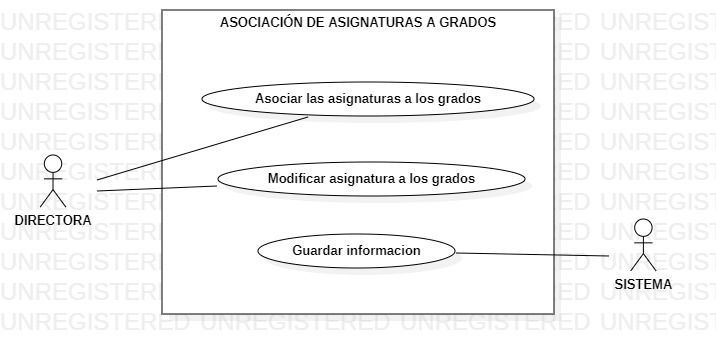 ASOCIACIÓN DE ASIGNATURAS A GRADOS
Asociar las asignaturas a los grados
Modificar asignatura a los grados
DIRECTORA
Guardar informacion
SISTEMA
UNREGISTERED UNREGISTERED UNREGISTERED UNREGIST